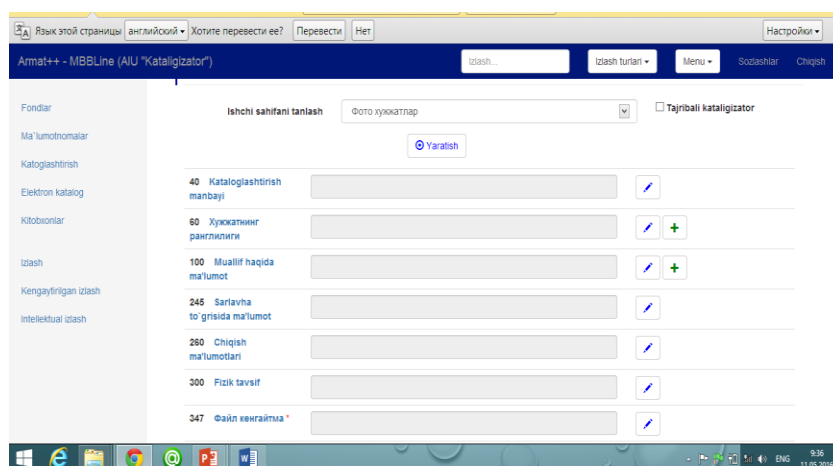 Язык этой страницы английский Хотите перевести ее? Перевести Нет Настройки
Armat++ - MBBLine (AIU "Kataligizator") Izlash... Izlash turlari Menu Sozlashlar Chiqish
Fondlar
Ma`lumotnomalar
Katoglashtirish
Elektron katalog
Kitobxonlar
Izlash
Kengaytirilgan izlash
Intellektual izlash
Ishchi sahifani tanlash Фото хужжатлар Tajribali kataligizator
Yaratish
40 Kataloglashtirish
manbayi
60 Хужжатнинг
ранглилиги
100 Muallif haqida
ma'lumot
245 Sarlavha
to`grisida ma'lumot
260 Chiqish
ma'lumotlari
300 Fizik tavsif
347 Файл кенгайтма *
ENG 9:36
11.05.2016